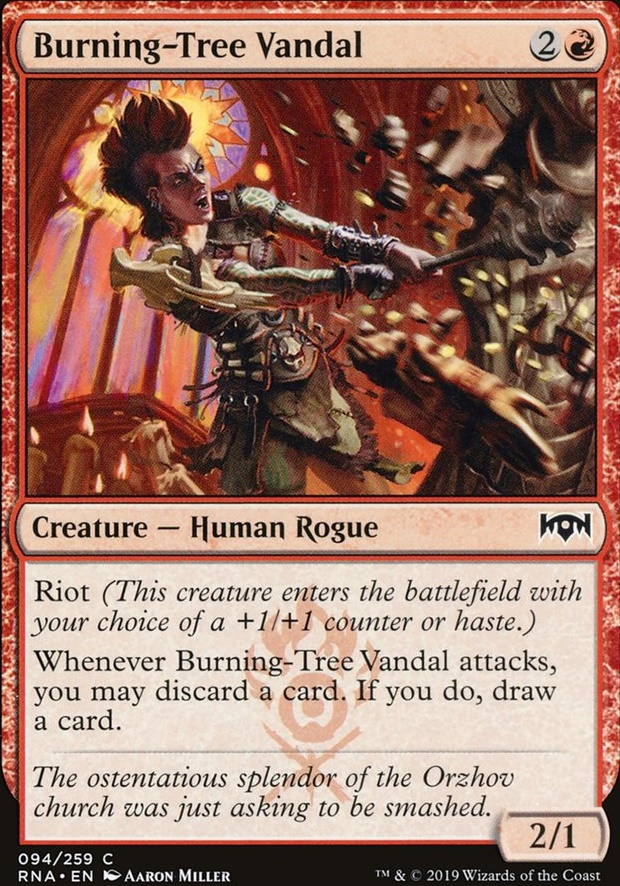 Burning-Tree Vandal 2
Creature — Human Rogue
Riot (This creature enters the battlefield with
your choice of a +1/+1 counter or haste.)
Whenever Burning-Tree Vandal attacks,
you may discard a card. If you do, draw
a card.
The ostentatious splendor of the Orzhov
church was just asking to be smashed.
2/1
094/259 C
RNA • EN Aaron Miller
™ & © 2019 Wizards of the Coast